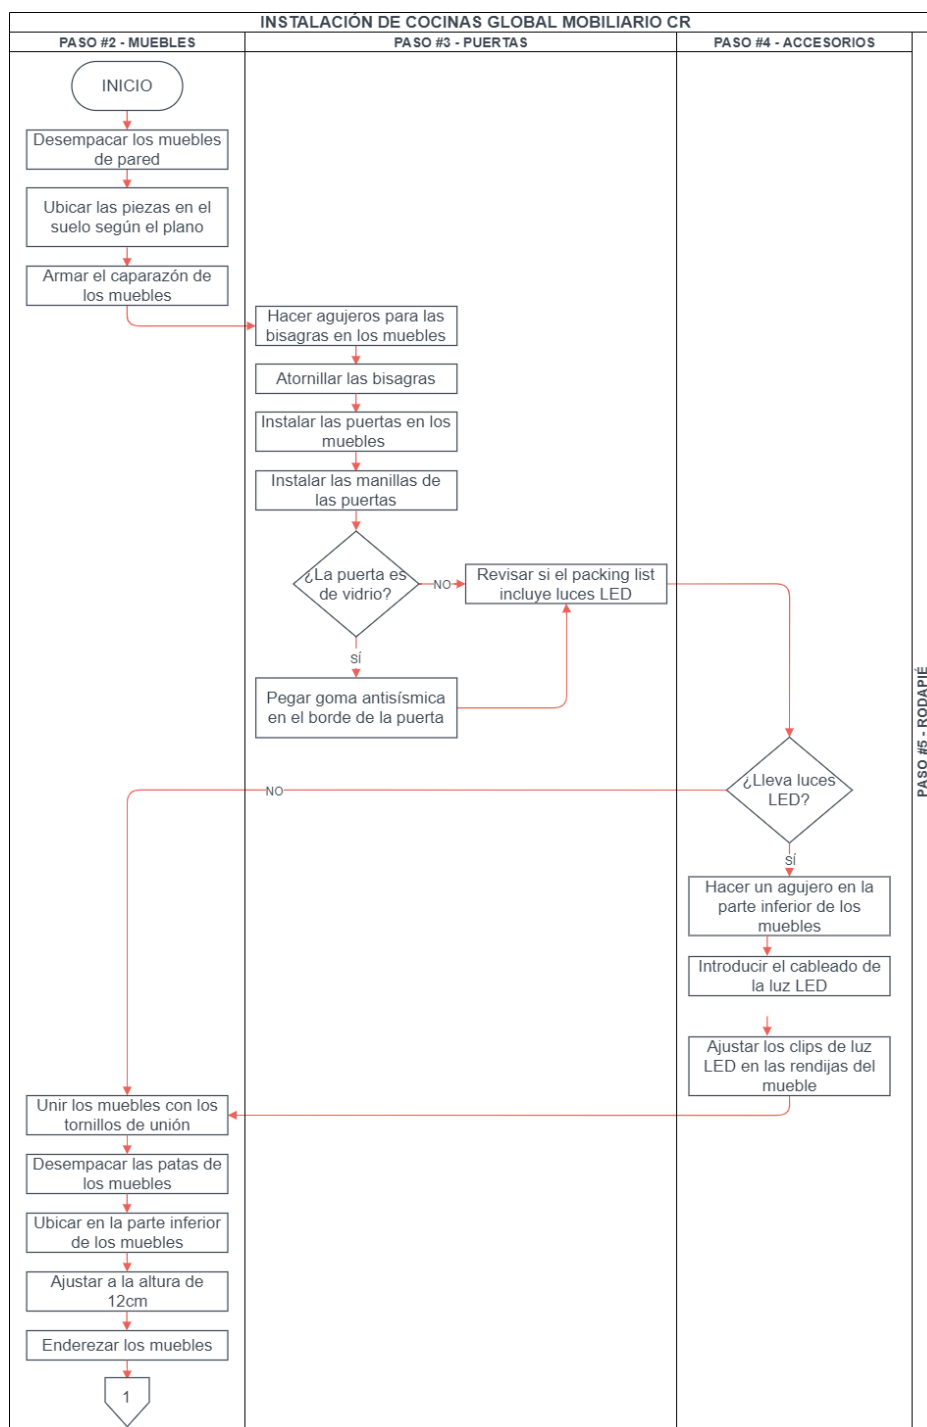 INSTALACIÓN DE COCINAS GLOBAL MOBILIARIO CR
PASO #2 - MUEBLES
PASO #3 - PUERTAS
PASO #4 - ACCESORIOS
PASO #5 - RODAPIÉ
INICIO
Desempacar los muebles
de pared
Ubicar las piezas en el
suelo según el plano
Armar el caparazón de
los muebles
Hacer agujeros para las
bisagras en los muebles
Atornillar las bisagras
Instalar las puertas en los
muebles
Instalar las manillas de
las puertas
¿La puerta es
de vidrio?
NO
Revisar si el packing list
incluye luces LED
SÍ
Pegar goma antisísmica
en el borde de la puerta
¿Lleva luces
LED?
NO
SÍ
Hacer un agujero en la
parte inferior de los
muebles
Introducir el cableado de
la luz LED
Ajustar los clips de luz
LED en las rendijas del
mueble
Unir los muebles con los
tornillos de unión
Desempacar las patas de
los muebles
Ubicar en la parte inferior
de los muebles
Ajustar a la altura de
12cm
Enderezar los muebles
1